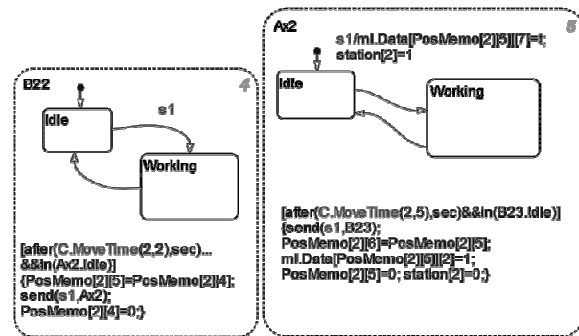 B22
4
Idle
s1
Working
[after(C.MoveTime(2,2),sec)...
&&in(Ax2.Idle)]
{PosMemo[2][5]=PosMemo[2][4];
send(s1,Ax2);
PosMemo[2][4]=0;}
Ax2
5
s1/ml.Data[PosMemo[2][5]][7]=t;
station[2]=1
Idle
Working
[after(C.MoveTime(2,5),sec)&&in(B23.Idle)]
{send(s1,B23);
PosMemo[2][6]=PosMemo[2][5];
ml.Data[PosMemo[2][5]][2]=1;
PosMemo[2][5]=0; station[2]=0;}